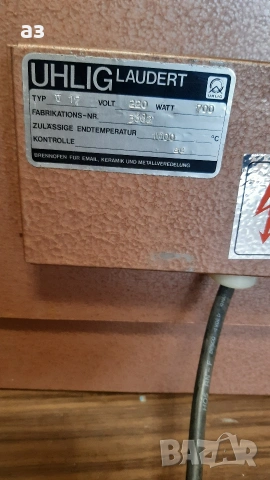 a3
UHLIG LAUDERT
UHLIG
TYP VOLT 220 WATT 700
FABRIKATIONS-NR.
ZULÄSSIGE ENDTEMPERATUR °C
KONTROLLE
BRENNOFEN FÜR EMAIL, KERAMIK UND METALLVEREDELUNG
BAZAR